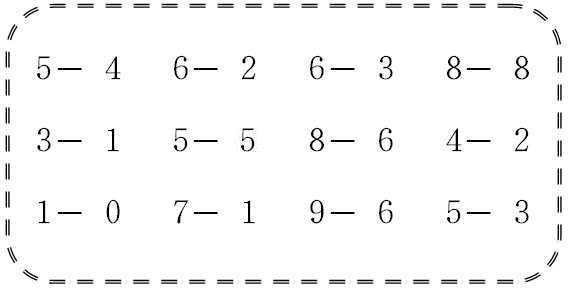 5－ 4 6－ 2 6－ 3 8－ 8
3－ 1 5－ 5 8－ 6 4－ 2
1－ 0 7－ 1 9－ 6 5－ 3